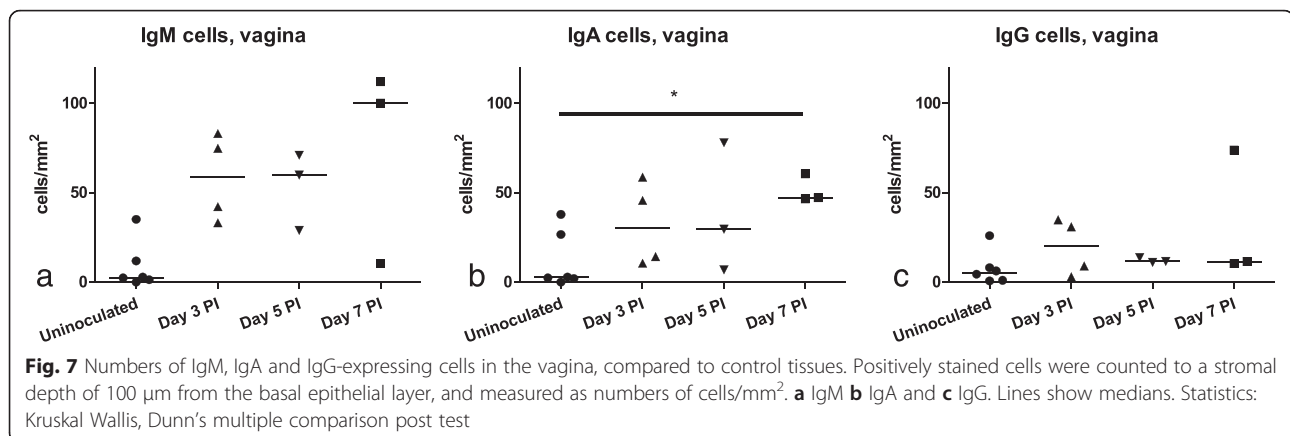 IgM cells, vagina
cells/mm²
100
50
0
a
Uninoculated
Day 3 PI
Day 5 PI
Day 7 PI
IgA cells, vagina
cells/mm²
100
50
0
b
*
Uninoculated
Day 3 PI
Day 5 PI
Day 7 PI
IgG cells, vagina
cells/mm²
100
50
0
c
Uninoculated
Day 3 PI
Day 5 PI
Day 7 PI
Fig. 7 Numbers of IgM, IgA and IgG-expressing cells in the vagina, compared to control tissues. Positively stained cells were counted to a stromal
depth of 100 μm from the basal epithelial layer, and measured as numbers of cells/mm². a IgM b IgA and c IgG. Lines show medians. Statistics:
Kruskal Wallis, Dunn's multiple comparison post test